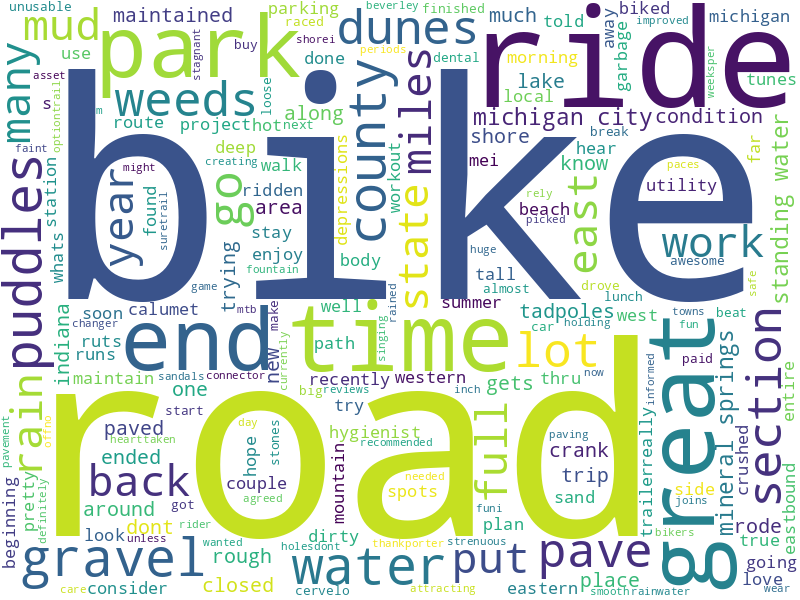 unusable
maintained
beverley
finished
parking
raced
much
told
biked
michigan
improved
mud
park
stagnant
buy
shorei
dunes
ride
away
garbage
morning
weeksper
dental
periods
tunes
use
many
asset
optiontrail
s
m
weeds
loose
along
county
miles
lake
local
michigan city
condition
route
project
hot
next
faint
deep
creating
might
walk
depressions
workout
shore
mei
break
hear
know
far
standing water
paces
bike
year
found
suretrail
go
ridden
area
state
beach
rely
picked
east
utility
whats
station
puddles
stay
enjoy
trying
body
tall
huge
awesome
drove
safe
game
fountain
almost
lunch
towns
fun
soon
calumet
mtb
make
singing
rained
summer
tadpoles
car
holding
west
beat
indiana
changer
ruts
runs
end
well
path
new
currently
time
lot
now
paid
informed
entire
rain
maintain
sandals
connector
recently
western
inch
gets
thru
section
one
big
reviews
try
full
trailerreally
great
mineral springs
start
day
recommended
pavement
offno
paved
hearttaken
hope
stones
hygienist
road
paving
crank
crushed
side
joins
eastbound
ended
back
couple
agreed
mountain
needed
spots
trip
rode
pretty
definitely
around
got
rider
dirty
funi
plan
sand
bikers
true
beginning
dont
look
unless
wanted
holesdont
thankporter
strenuous
going
gravel
rough
water
put
pave
place
love
care
consider
closed
cervelo
attracting
eastern
smooth
rainwater
wear